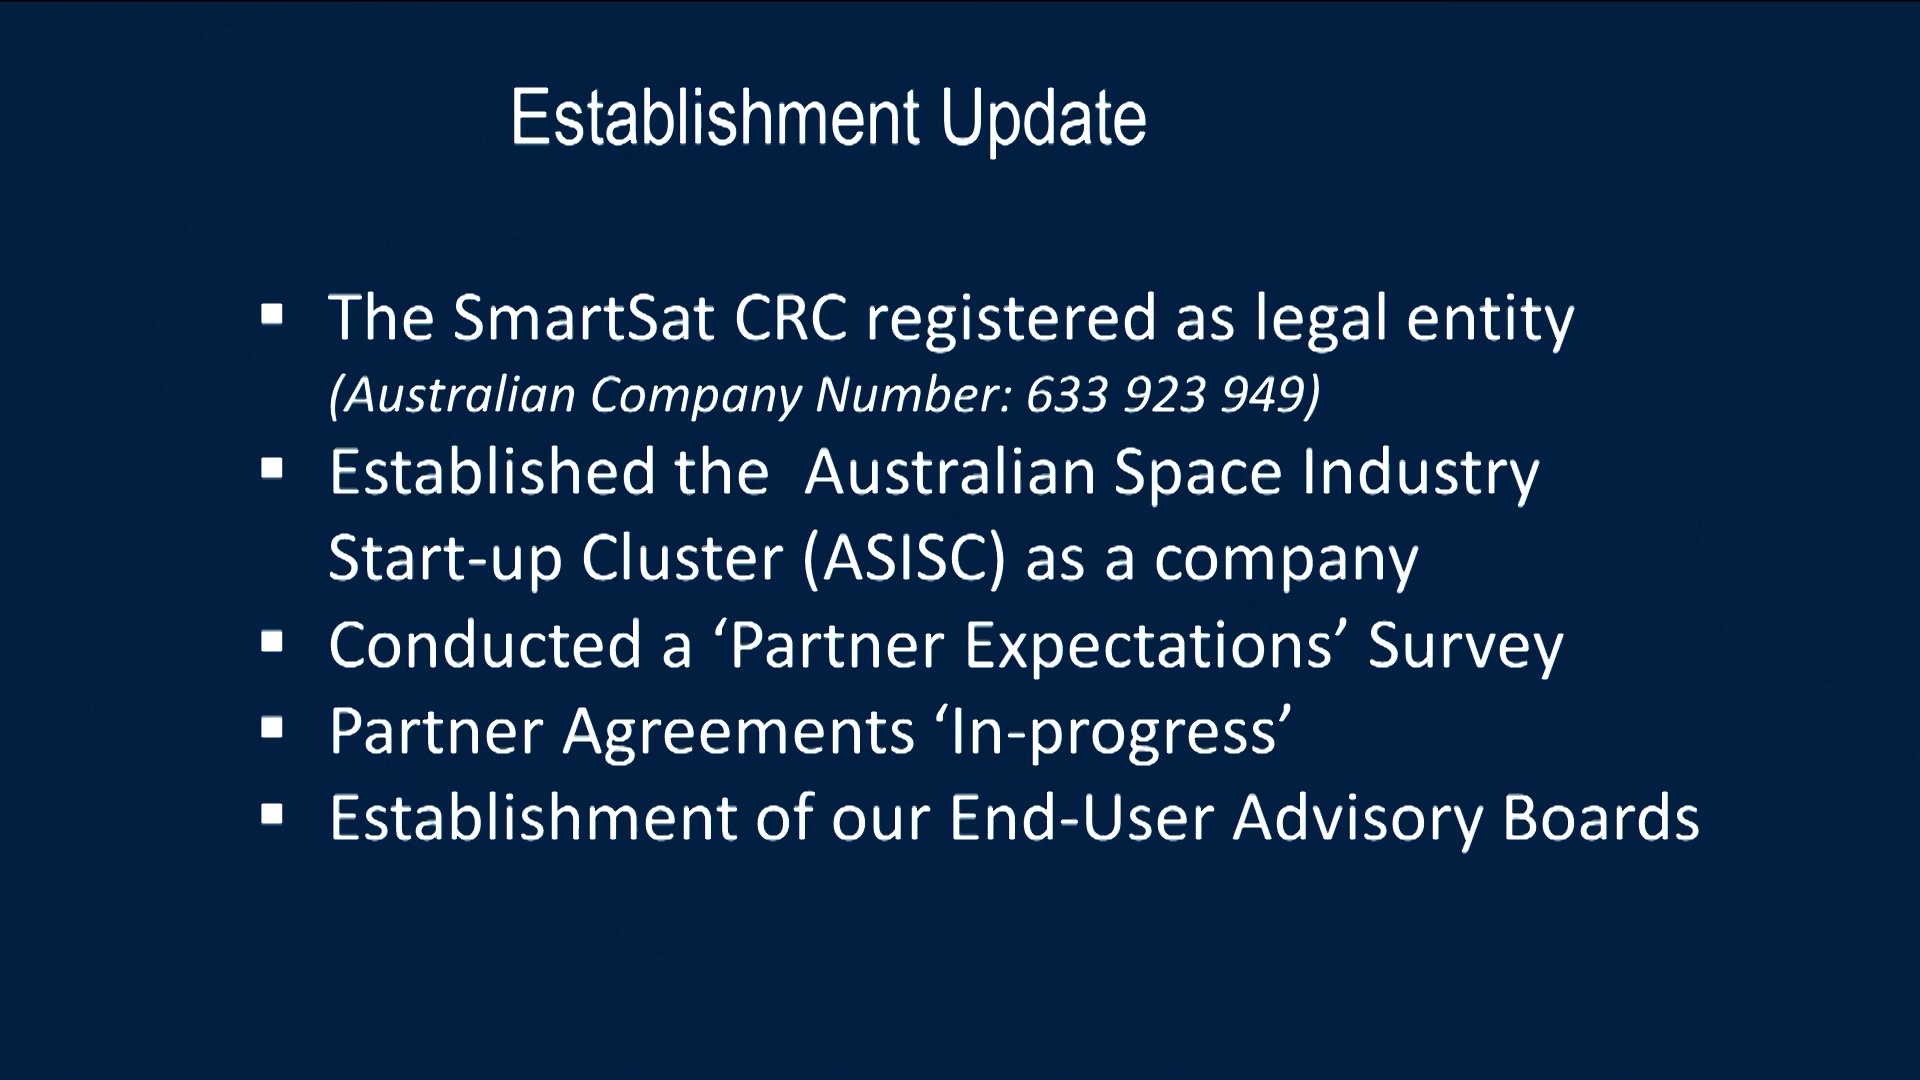 Establishment Update
▪ The SmartSat CRC registered as legal entity
(Australian Company Number: 633 923 949)
▪ Established the  Australian Space Industry
Start-up Cluster (ASISC) as a company
▪ Conducted a ‘Partner Expectations’ Survey
▪ Partner Agreements ‘In-progress’
▪ Establishment of our End-User Advisory Boards